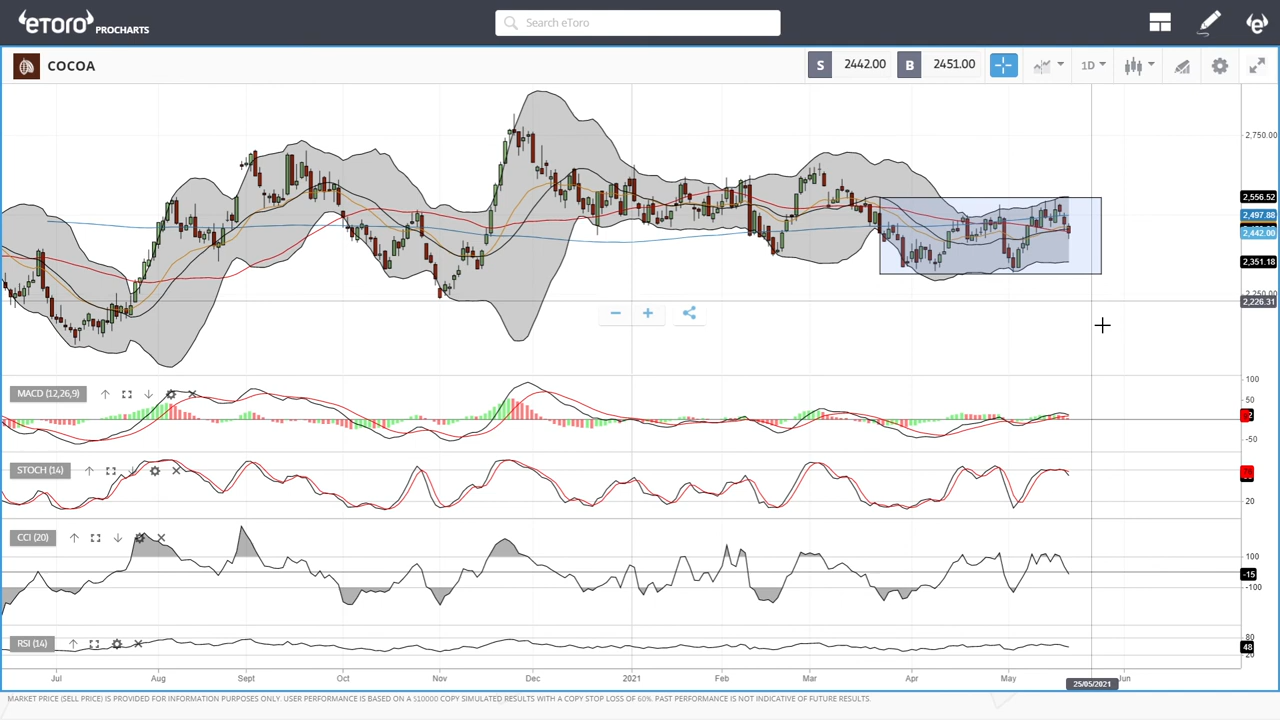 eToro PROCHARTS
Search eToro
COCOA
S 2442.00 B 2451.00 1D
2,750.00
2,556.52
2,497.88
2,442.00
2,351.18
2,250.00
2,226.31
MACD (12,26,9)
100
50
-50
STOCH (14)
20
CCI (20)
100
-15
-100
RSI (14)
80
48
20
Jul Aug Sept Oct Nov Dec 2021 Feb Mar Apr May Jun
25/05/2021
MARKET PRICE (SELL PRICE) IS PROVIDED FOR INFORMATION PURPOSES ONLY. USER PERFORMANCE IS BASED ON A $10000 COPY SIMULATED RESULTS WITH A COPY STOP LOSS OF 60%. PAST PERFORMANCE IS NOT INDICATIVE OF FUTURE RESULTS.